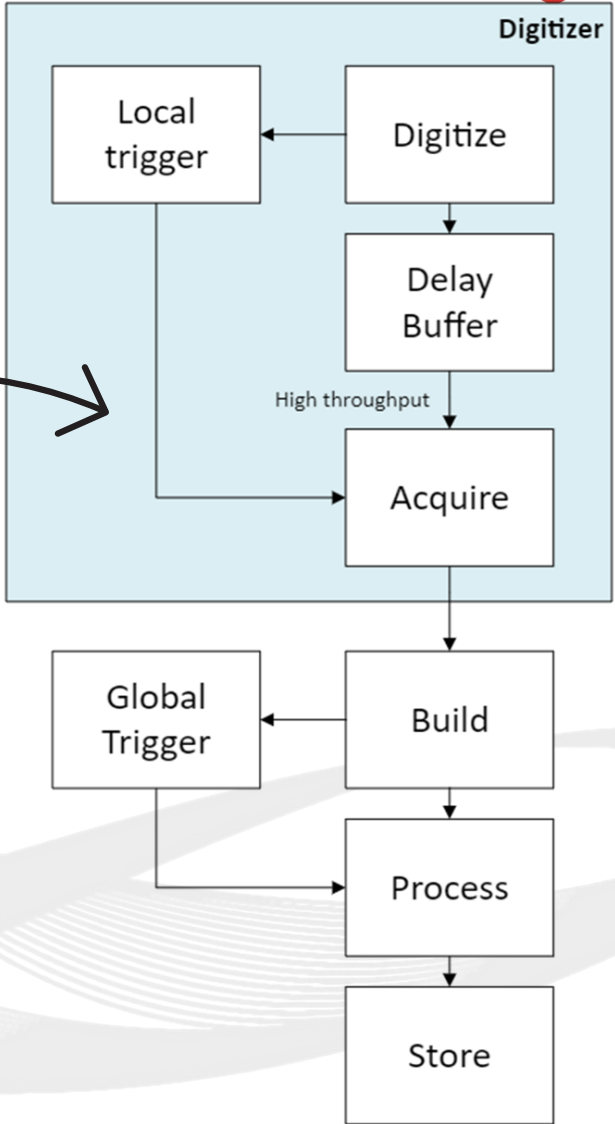 Digitizer
Local
trigger
Digitize
Delay
Buffer
High throughput
Acquire
Global
Trigger
Build
Process
Store